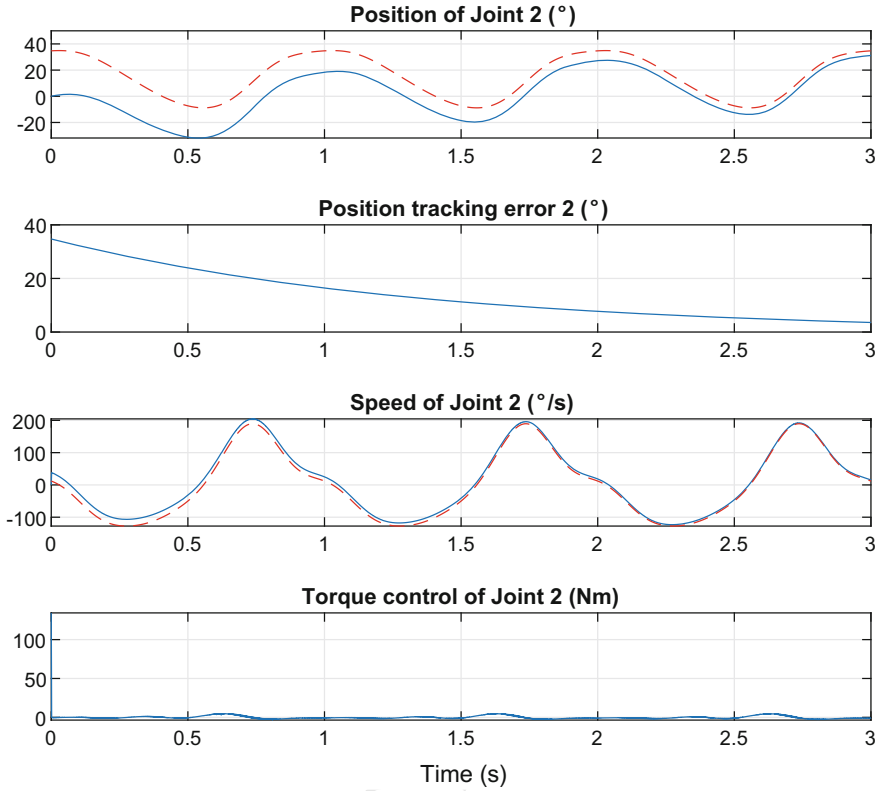 Position of Joint 2 (°)
40
20
0
-20
0 0.5 1 1.5 2 2.5 3
Position tracking error 2 (°)
40
20
0
0 0.5 1 1.5 2 2.5 3
Speed of Joint 2 (°/s)
200
100
0
-100
0 0.5 1 1.5 2 2.5 3
Torque control of Joint 2 (Nm)
100
50
0
0 0.5 1 1.5 2 2.5 3
Time (s)